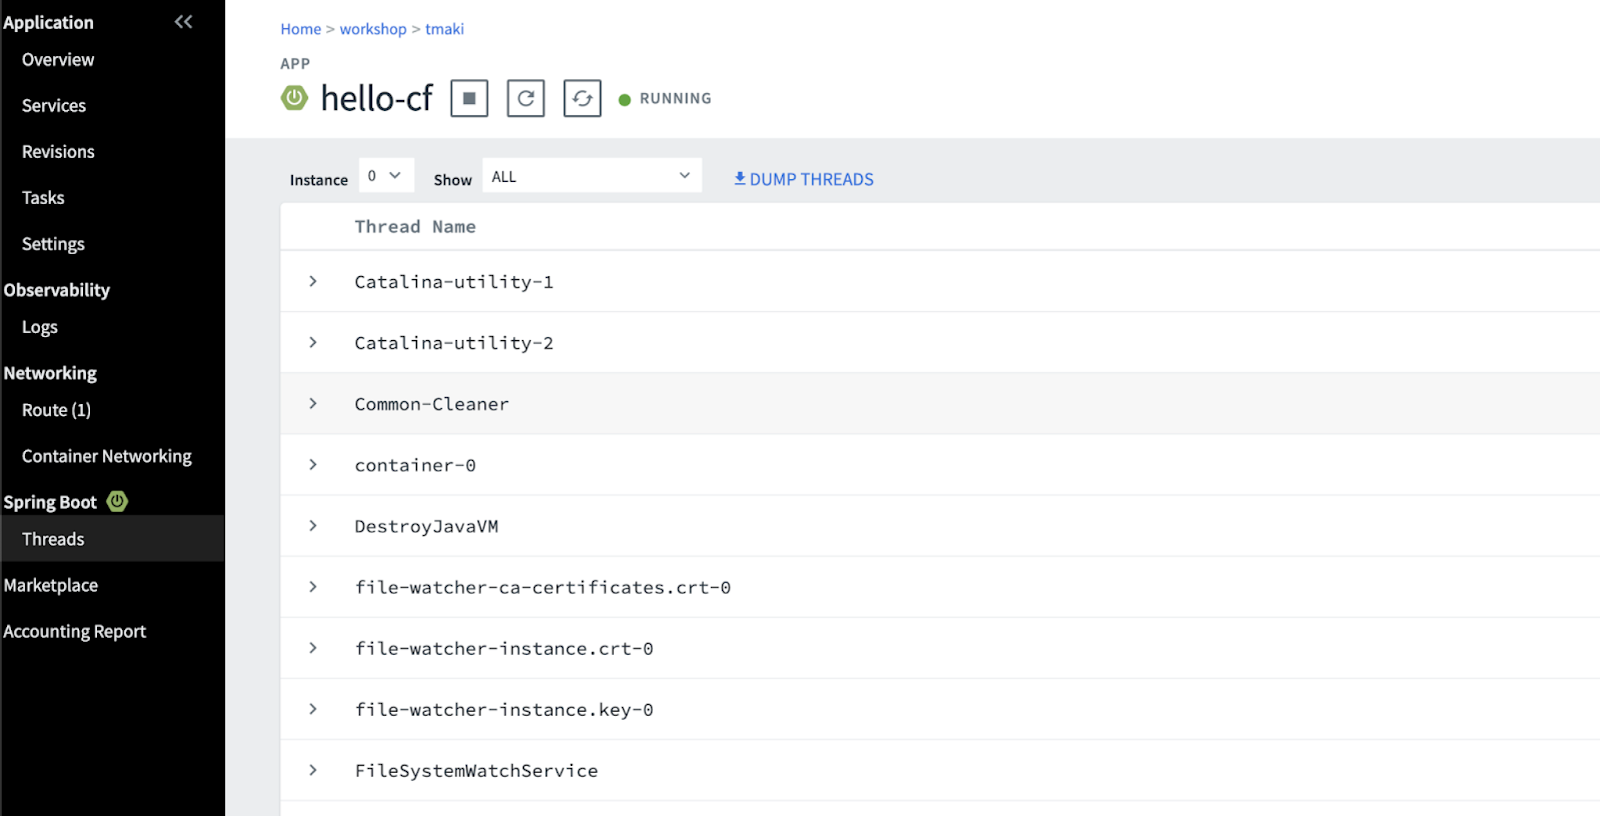 Application
Overview
Services
Revisions
Tasks
Settings
Observability
Logs
Networking
Route (1)
Container Networking
Spring Boot
Threads
Marketplace
Accounting Report
Home > workshop > tmaki
APP
hello-cf RUNNING
Instance 0 Show ALL DUMP THREADS
Thread Name
Catalina-utility-1
Catalina-utility-2
Common-Cleaner
container-0
DestroyJavaVM
file-watcher-ca-certificates.crt-0
file-watcher-instance.crt-0
file-watcher-instance.key-0
FileSystemWatchService